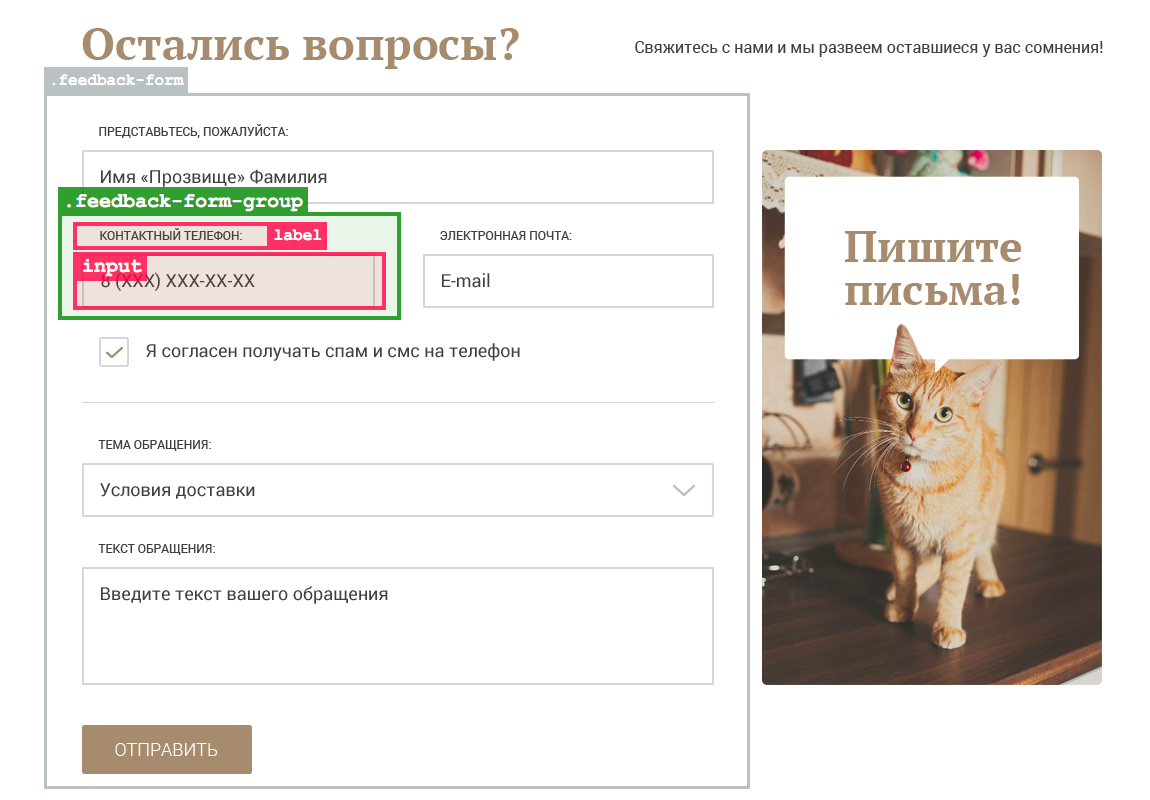 Остались вопросы?
Свяжитесь с нами и мы развеем оставшиеся у вас сомнения!
.feedback-form
ПРЕДСТАВЬТЕСЬ, ПОЖАЛУЙСТА:
Имя «Прозвище» Фамилия
.feedback-form-group
КОНТАКТНЫЙ ТЕЛЕФОН:
label
ЭЛЕКТРОННАЯ ПОЧТА:
input
8 (XXX) XXX-XX-XX
E-mail
Я согласен получать спам и смс на телефон
ТЕМА ОБРАЩЕНИЯ:
Условия доставки
ТЕКСТ ОБРАЩЕНИЯ:
Введите текст вашего обращения
ОТПРАВИТЬ
Пишите
письма!